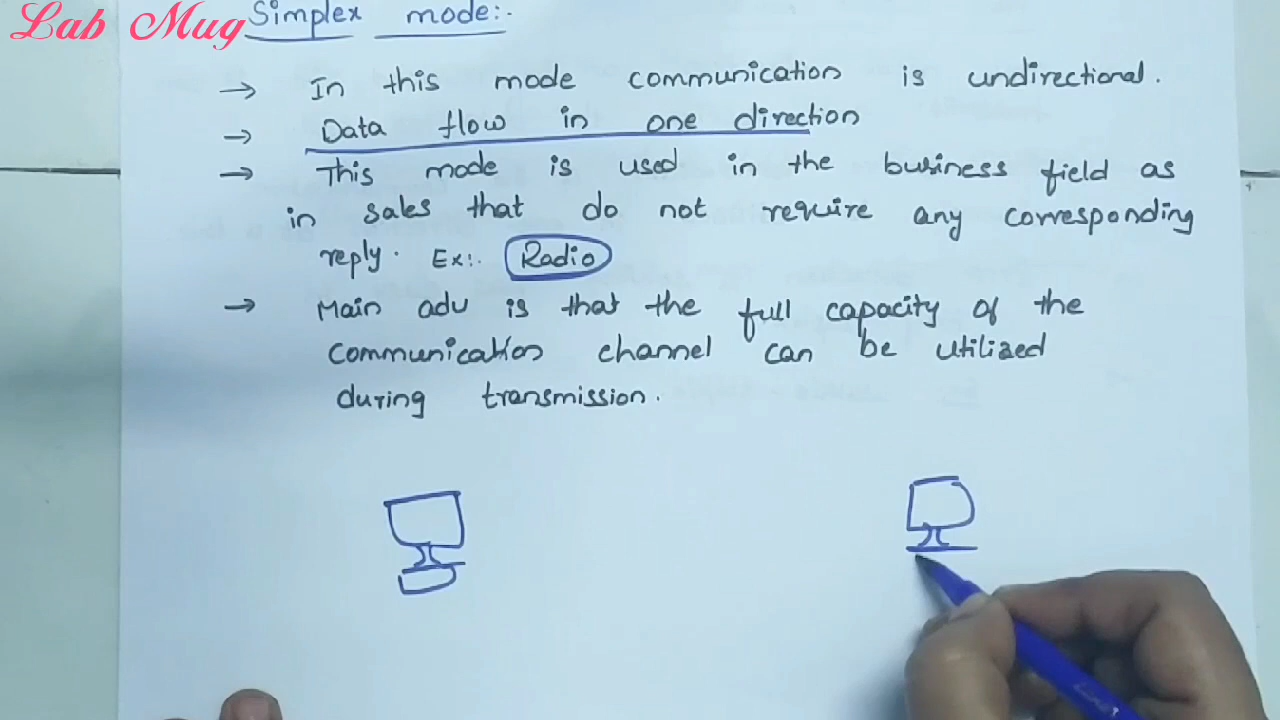 Lab Mug
Simplex mode:-
→ In this mode communication is undirectional.
→ Data flow in one direction
→ This mode is used in the business field as
in sales that do not require any corresponding
reply. Ex:- Radio
→ Main adv is that the full capacity of the
communication channel can be utilized
during transmission.